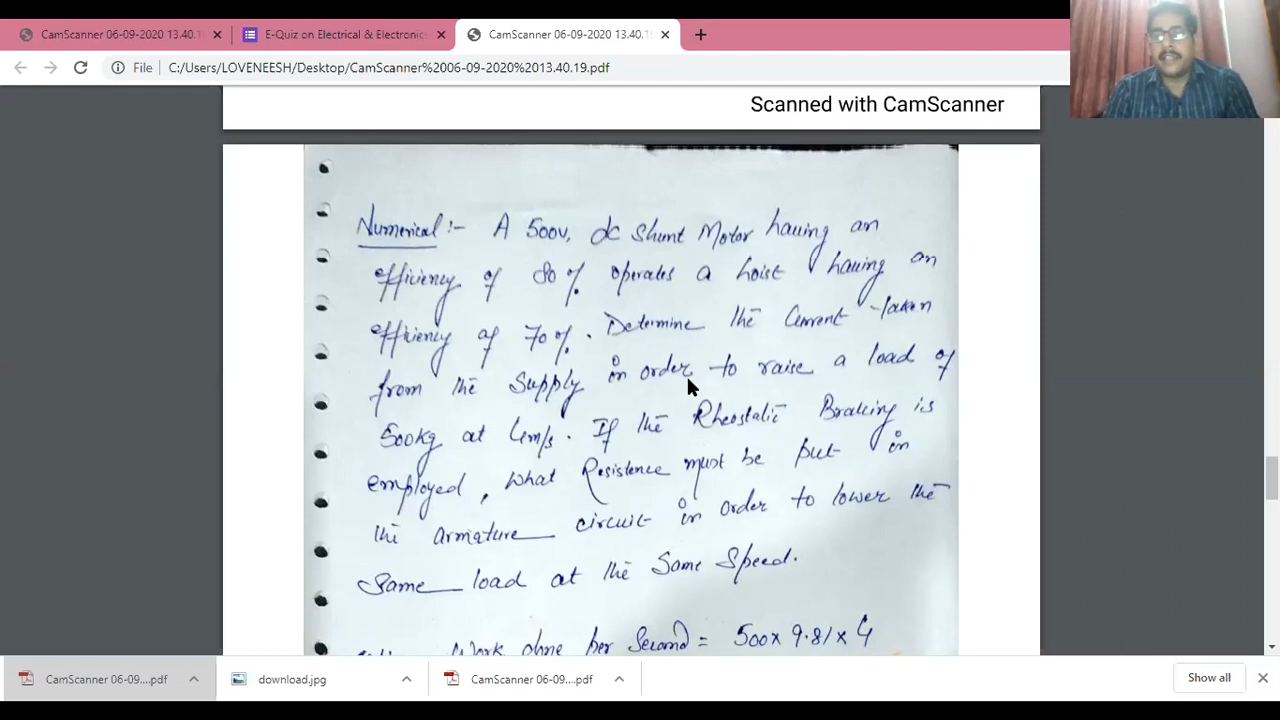 CamScanner 06-09-2020 13.40.1
E-Quiz on Electrical & Electronics
CamScanner 06-09-2020 13.40.19
File C:/Users/LOVENEESH/Desktop/CamScanner%2006-09-2020%2013.40.19.pdf
Scanned with CamScanner
Numerical :- A 500V, dc Shunt Motor having an
efficiency of 80% operates a hoist having an
efficiency of 70%. Determine the Current taken
from the Supply in order to raise a load of
500kg at 4m/s. If the Rheostatic Braking is
employed, what Resistence must be put in
the armature circuit in order to lower the
Same load at the Same Speed.
Work done per Second = 500x 9.81x 4
CamScanner 06-09....pdf
download.jpg
CamScanner 06-09....pdf
Show all